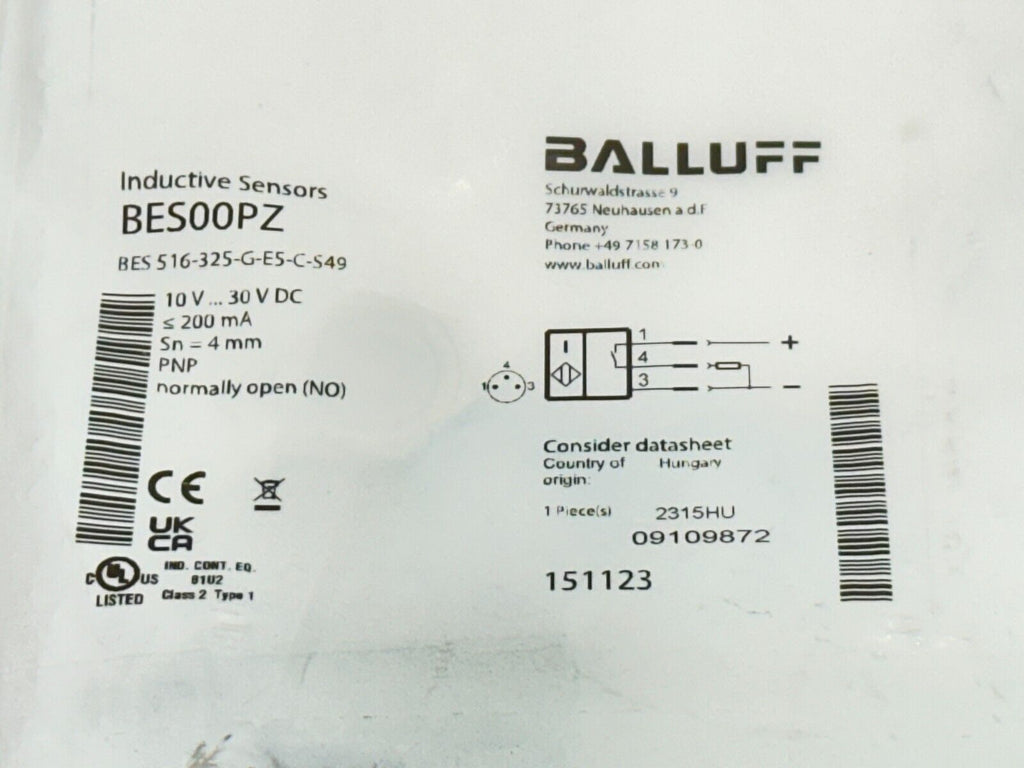 Inductive Sensors
BES00PZ
BES 516-325-G-E5-C-S49
10 V ... 30 V DC
≤ 200 mA
Sn = 4 mm
PNP
normally open (NO)
CE
UK
CA
C UL US
LISTED
IND. CONT. EQ.
81U2
Class 2 Type 1
BALLUFF
Schurwaldstrasse 9
73765 Neuhausen a d.F
Germany
Phone +49 7158 173-0
www.balluff.com
4
1 3
1 +
4
3 −
Consider datasheet
Country of Hungary
origin:
1 Piece(s) 2315HU
09109872
151123